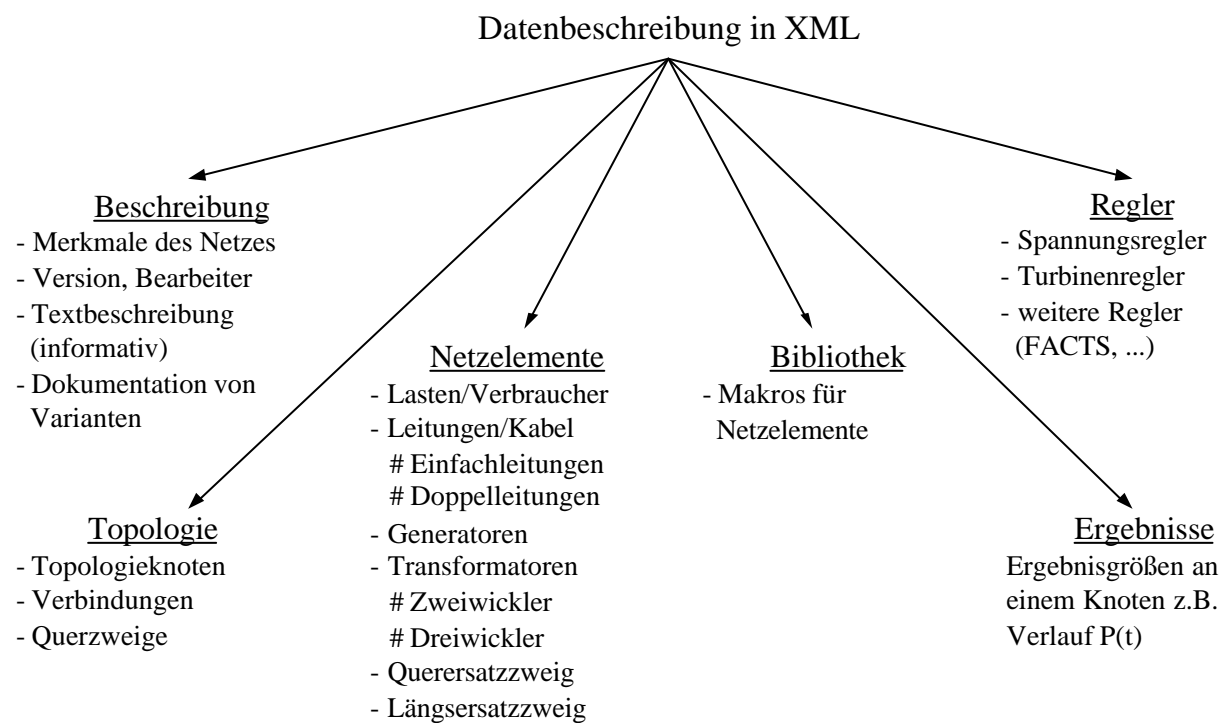 Datenbeschreibung in XML
Beschreibung
- Merkmale des Netzes
- Version, Bearbeiter
- Textbeschreibung
(informativ)
- Dokumentation von
Varianten
Topologie
- Topologieknoten
- Verbindungen
- Querzweige
Netzelemente
- Lasten/Verbraucher
- Leitungen/Kabel
# Einfachleitungen
# Doppelleitungen
- Generatoren
- Transformatoren
# Zweiwickler
# Dreiwickler
- Querersatzzweig
- Längsersatzzweig
Bibliothek
- Makros für
Netzelemente
Regler
- Spannungsregler
- Turbinenregler
- weitere Regler
(FACTS, ...)
Ergebnisse
Ergebnisgrößen an
einem Knoten z.B.
Verlauf P(t)